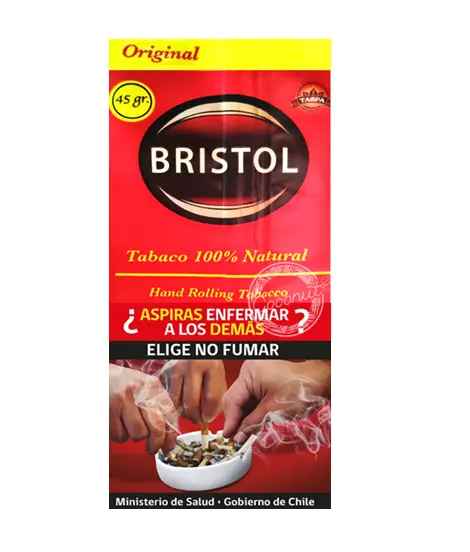 Original
45 gr.
TASPA
BRISTOL
Tabaco 100% Natural
Hand Rolling Tobacco
Coconut
¿ASPIRAS ENFERMAR
A LOS DEMÁS?
ELIGE NO FUMAR
Ministerio de Salud • Gobierno de Chile